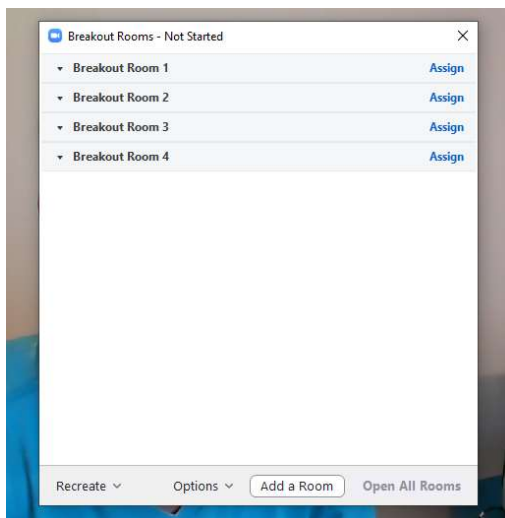 Breakout Rooms - Not Started
Breakout Room 1 Assign
Breakout Room 2 Assign
Breakout Room 3 Assign
Breakout Room 4 Assign
Recreate Options Add a Room Open All Rooms